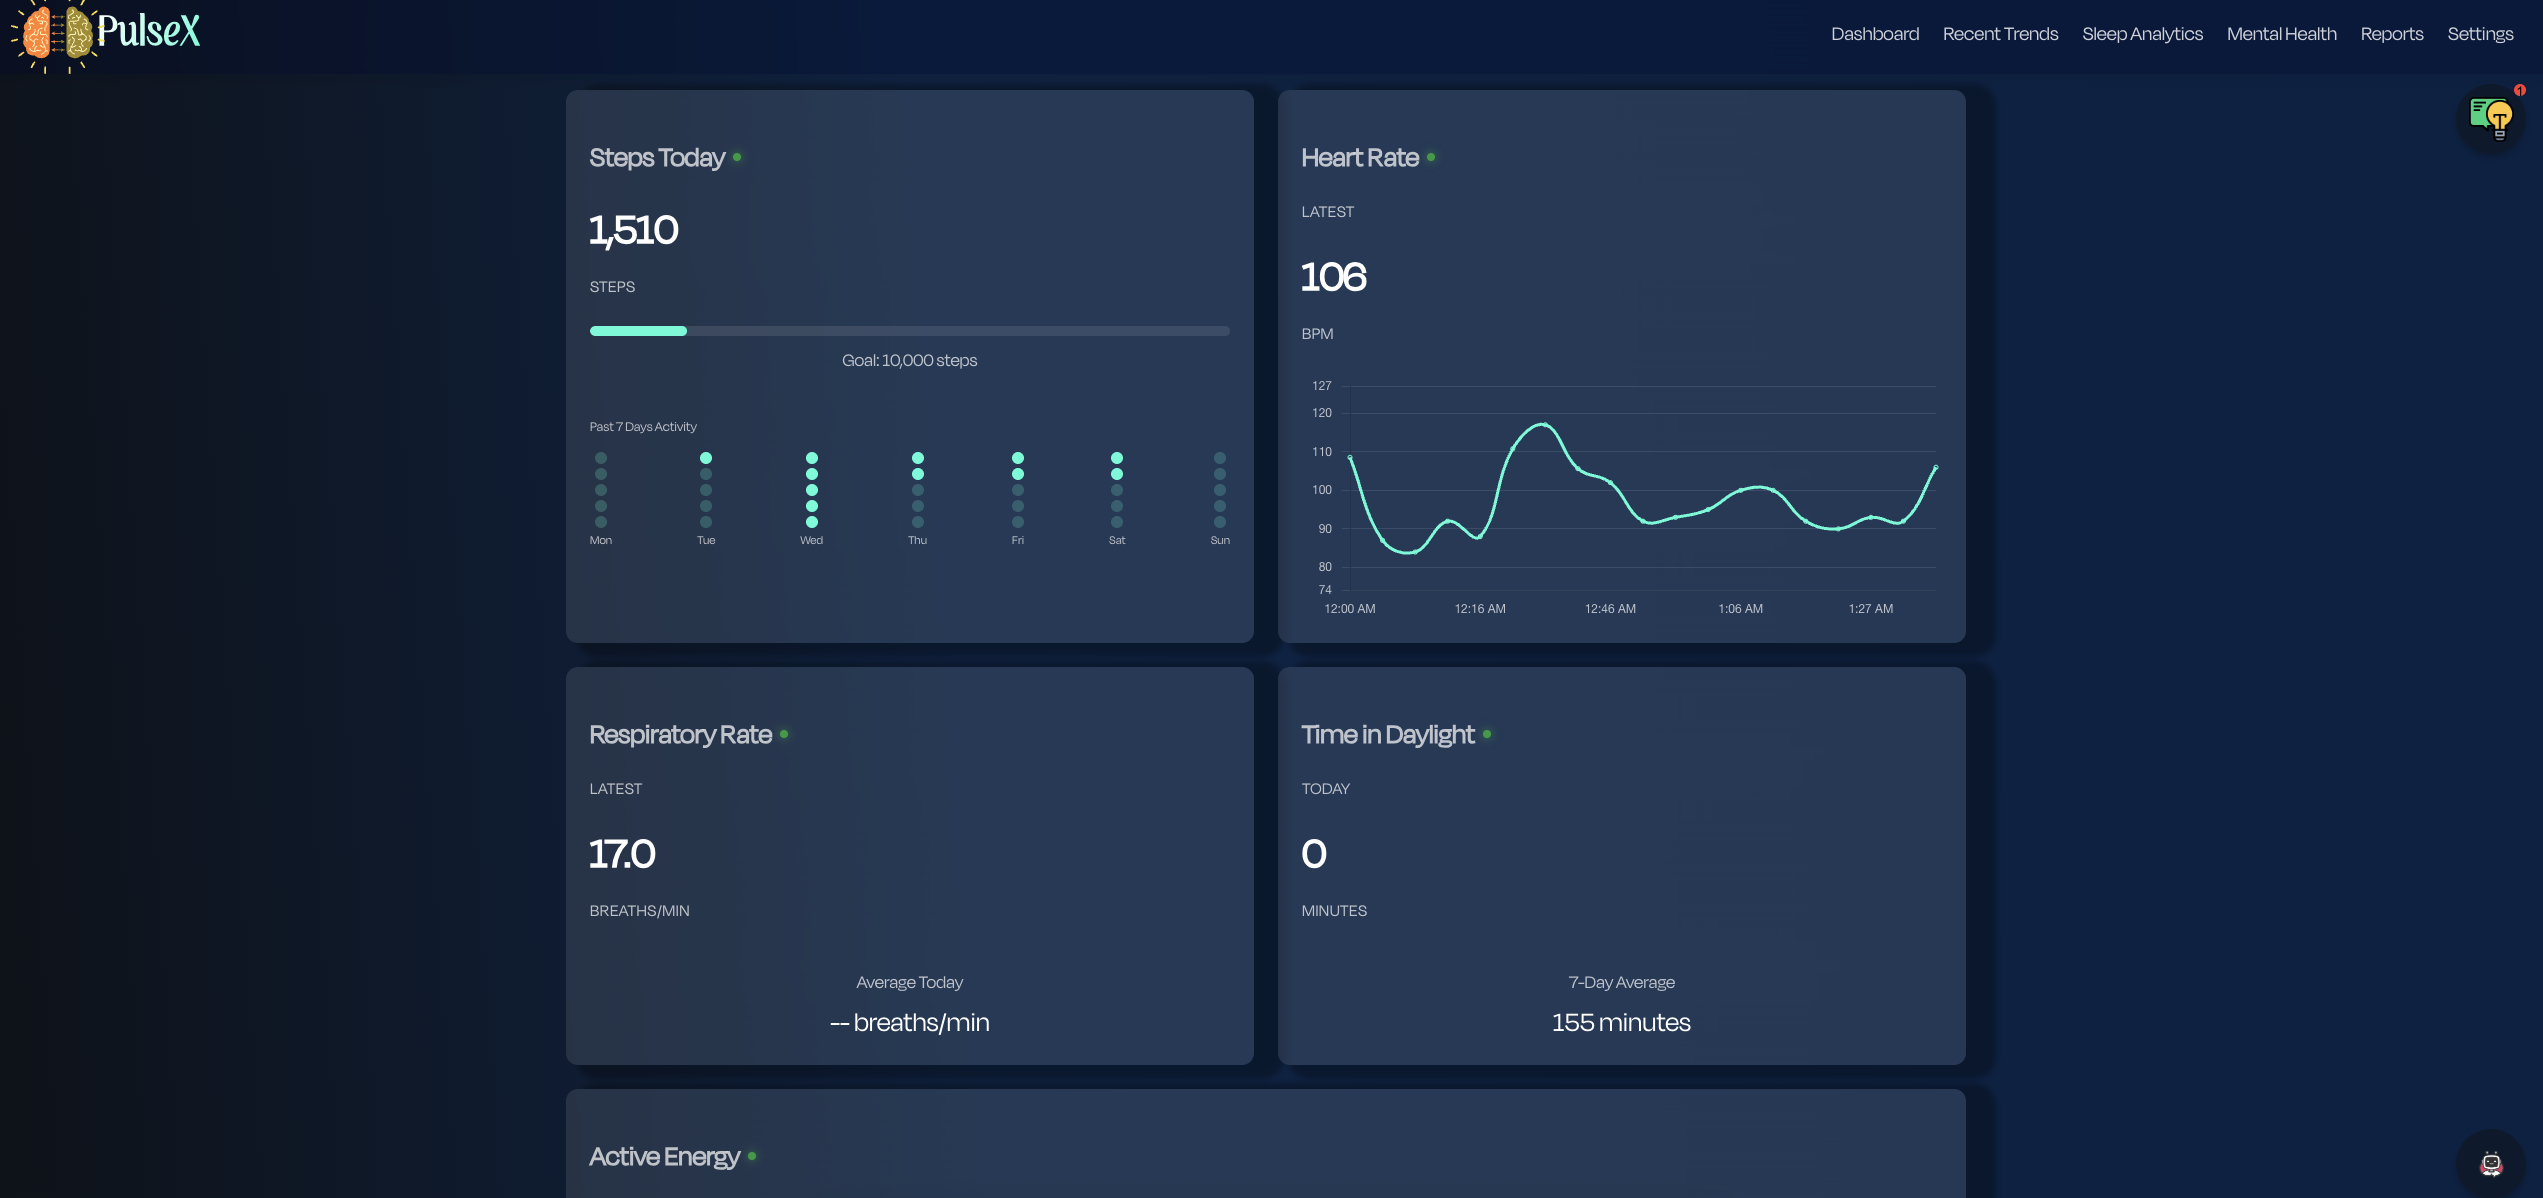 PulseX
Dashboard Recent Trends Sleep Analytics Mental Health Reports Settings
1
T
Steps Today
1,510
STEPS
Goal: 10,000 steps
Past 7 Days Activity
Mon Tue Wed Thu Fri Sat Sun
Heart Rate
LATEST
106
BPM
127
120
110
100
90
80
74
12:00 AM 12:16 AM 12:46 AM 1:06 AM 1:27 AM
Respiratory Rate
LATEST
17.0
BREATHS/MIN
Average Today
-- breaths/min
Time in Daylight
TODAY
0
MINUTES
7-Day Average
155 minutes
Active Energy